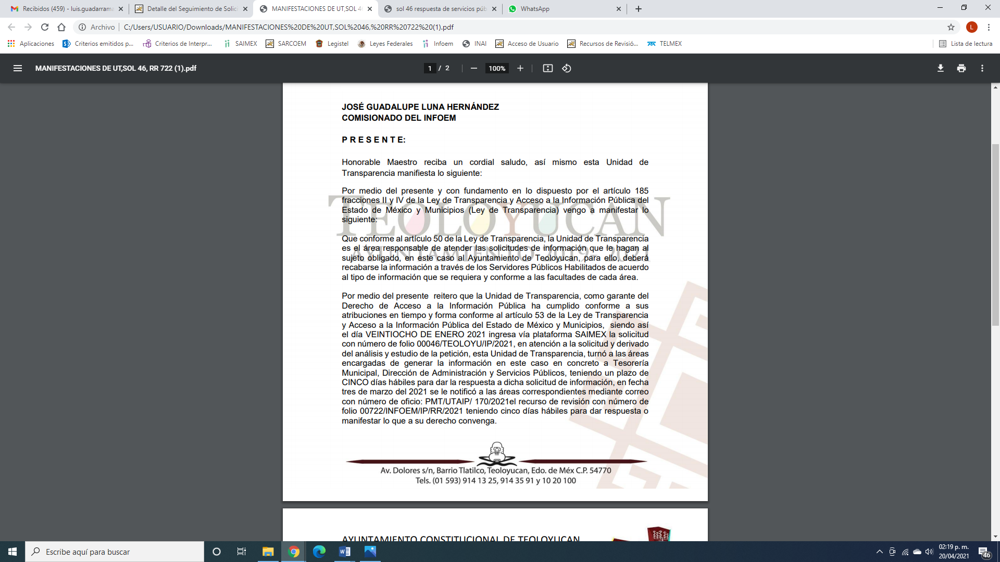 Recibidos (459) - luis.guadarrama
Detalle del Seguimiento de Solic
MANIFESTACIONES DE UT,SOL 4
sol 46 respuesta de servicios púb
WhatsApp
Archivo
C:/Users/USUARIO/Downloads/MANIFESTACIONES%20DE%20UT,SOL%2046,%20RR%20722%20(1).pdf
L
Aplicaciones
Criterios emitidos p...
Criterios de Interpr...
SAIMEX
SARCOEM
Legistel
Leyes Federales
Infoem
INAI
Acceso de Usuario
Recursos de Revisió...
TELMEX
Lista de lectura
MANIFESTACIONES DE UT,SOL 46, RR 722 (1).pdf
1 / 2
100%
JOSÉ GUADALUPE LUNA HERNÁNDEZ
COMISIONADO DEL INFOEM
P R E S E N T E:
Honorable Maestro reciba un cordial saludo, así mismo esta Unidad de
Transparencia manifiesta lo siguiente:
Por medio del presente y con fundamento en lo dispuesto por el artículo 185
fracciones II y IV de la Ley de Transparencia y Acceso a la Información Pública del
Estado de México y Municipios (Ley de Transparencia) vengo a manifestar lo
siguiente:
TEOLOYUCAN
AYUNTAMIENTO 2019- 2021
Que conforme al artículo 50 de la Ley de Transparencia, la Unidad de Transparencia
es el área responsable de atender las solicitudes de información que le hagan al
sujeto obligado, en este caso al Ayuntamiento de Teoloyucan, para ello, deberá
recabarse la información a través de los Servidores Públicos Habilitados de acuerdo
al tipo de información que se requiera y conforme a las facultades de cada área.
Por medio del presente  reitero que la Unidad de Transparencia, como garante del
Derecho de Acceso a la Información Pública ha cumplido conforme a sus
atribuciones en tiempo y forma conforme al artículo 53 de la Ley de Transparencia
y Acceso a la Información Pública del Estado de México y Municipios,  siendo así
el día VEINTIOCHO DE ENERO 2021 ingresa vía plataforma SAIMEX la solicitud
con número de folio 00046/TEOLOYU/IP/2021, en atención a la solicitud y derivado
del análisis y estudio de la petición, esta Unidad de Transparencia, turnó a las áreas
encargadas de generar la información en este caso en concreto a Tesorería
Municipal, Dirección de Administración y Servicios Públicos, teniendo un plazo de
CINCO días hábiles para dar la respuesta a dicha solicitud de información, en fecha
tres de marzo del 2021 se le notificó a las áreas correspondientes mediante correo
con número de oficio: PMT/UTAIP/ 170/2021el recurso de revisión con número de
folio 00722/INFOEM/IP/RR/2021 teniendo cinco días hábiles para dar respuesta o
manifestar lo que a su derecho convenga.
Av. Dolores s/n, Barrio Tlatilco, Teoloyucan, Edo. de Méx C.P. 54770
Tels. (01 593) 914 13 25, 914 35 91 y 10 20 100
AYUNTAMIENTO CONSTITUCIONAL DE TEOLOYUCAN
Escribe aquí para buscar
02:19 p. m.
20/04/2021
46